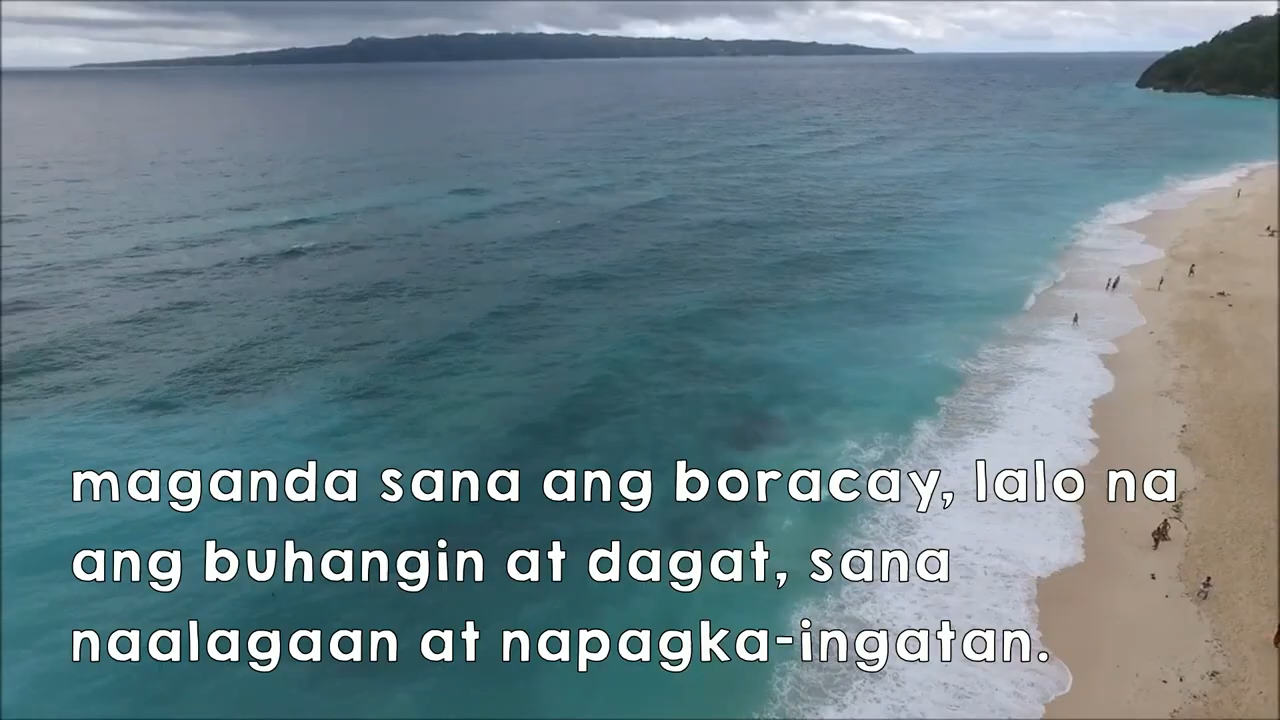 maganda sana ang boracay, lalo na
ang buhangin at dagat, sana
naalagaan at napagka-ingatan.